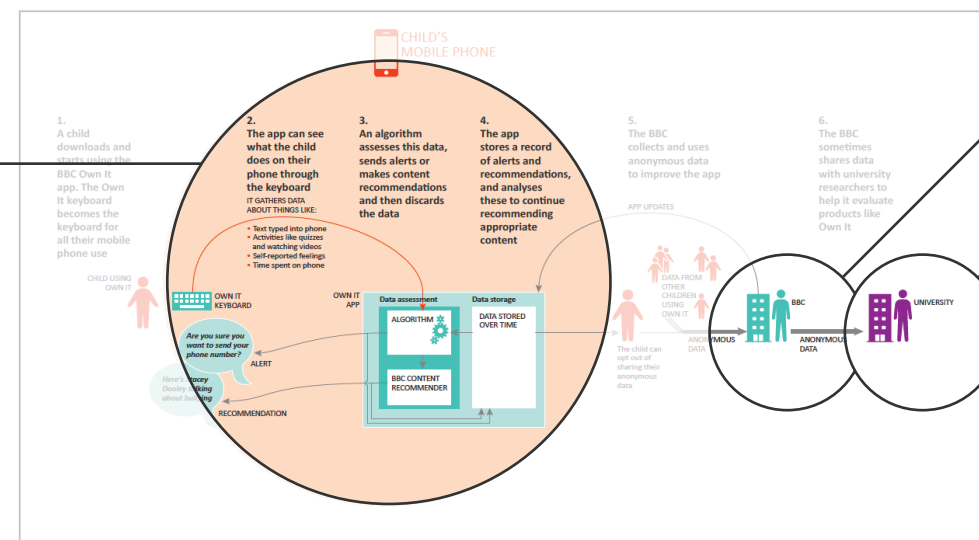 CHILD'S
MOBILE PHONE
1.
A child
downloads and
starts using the
BBC Own It
app. The Own
It keyboard
becomes the
keyboard for
all their mobile
phone use
2.
The app can see
what the child
does on their
phone through
the keyboard
IT GATHERS DATA
ABOUT THINGS LIKE:
• Text typed into phone
• Activities like quizzes
and watching videos
• Self-reported feelings
• Time spent on phone
3.
An algorithm
assesses this data,
sends alerts or
makes content
recommendations
and then discards
the data
4.
The app
stores a record
of alerts and
recommendations,
and analyses
these to continue
recommending
appropriate
content
5.
The BBC
collects and uses
anonymous data
to improve the app
6.
The BBC
sometimes
shares data
with university
researchers to
help it evaluate
products like
Own It
APP UPDATES
CHILD USING
OWN IT
OWN IT
KEYBOARD
OWN IT
APP
Data assessment
Data storage
ALGORITHM
DATA STORED
OVER TIME
BBC CONTENT
RECOMMENDER
Are you sure you
want to send your
phone number?
ALERT
Here's Stacey
Dooley talking
about bullying
RECOMMENDATION
DATA FROM
OTHER
CHILDREN
USING
OWN IT
The child can
opt out of
sharing their
anonymous
data
ANONYMOUS
DATA
BBC
ANONYMOUS
DATA
UNIVERSITY